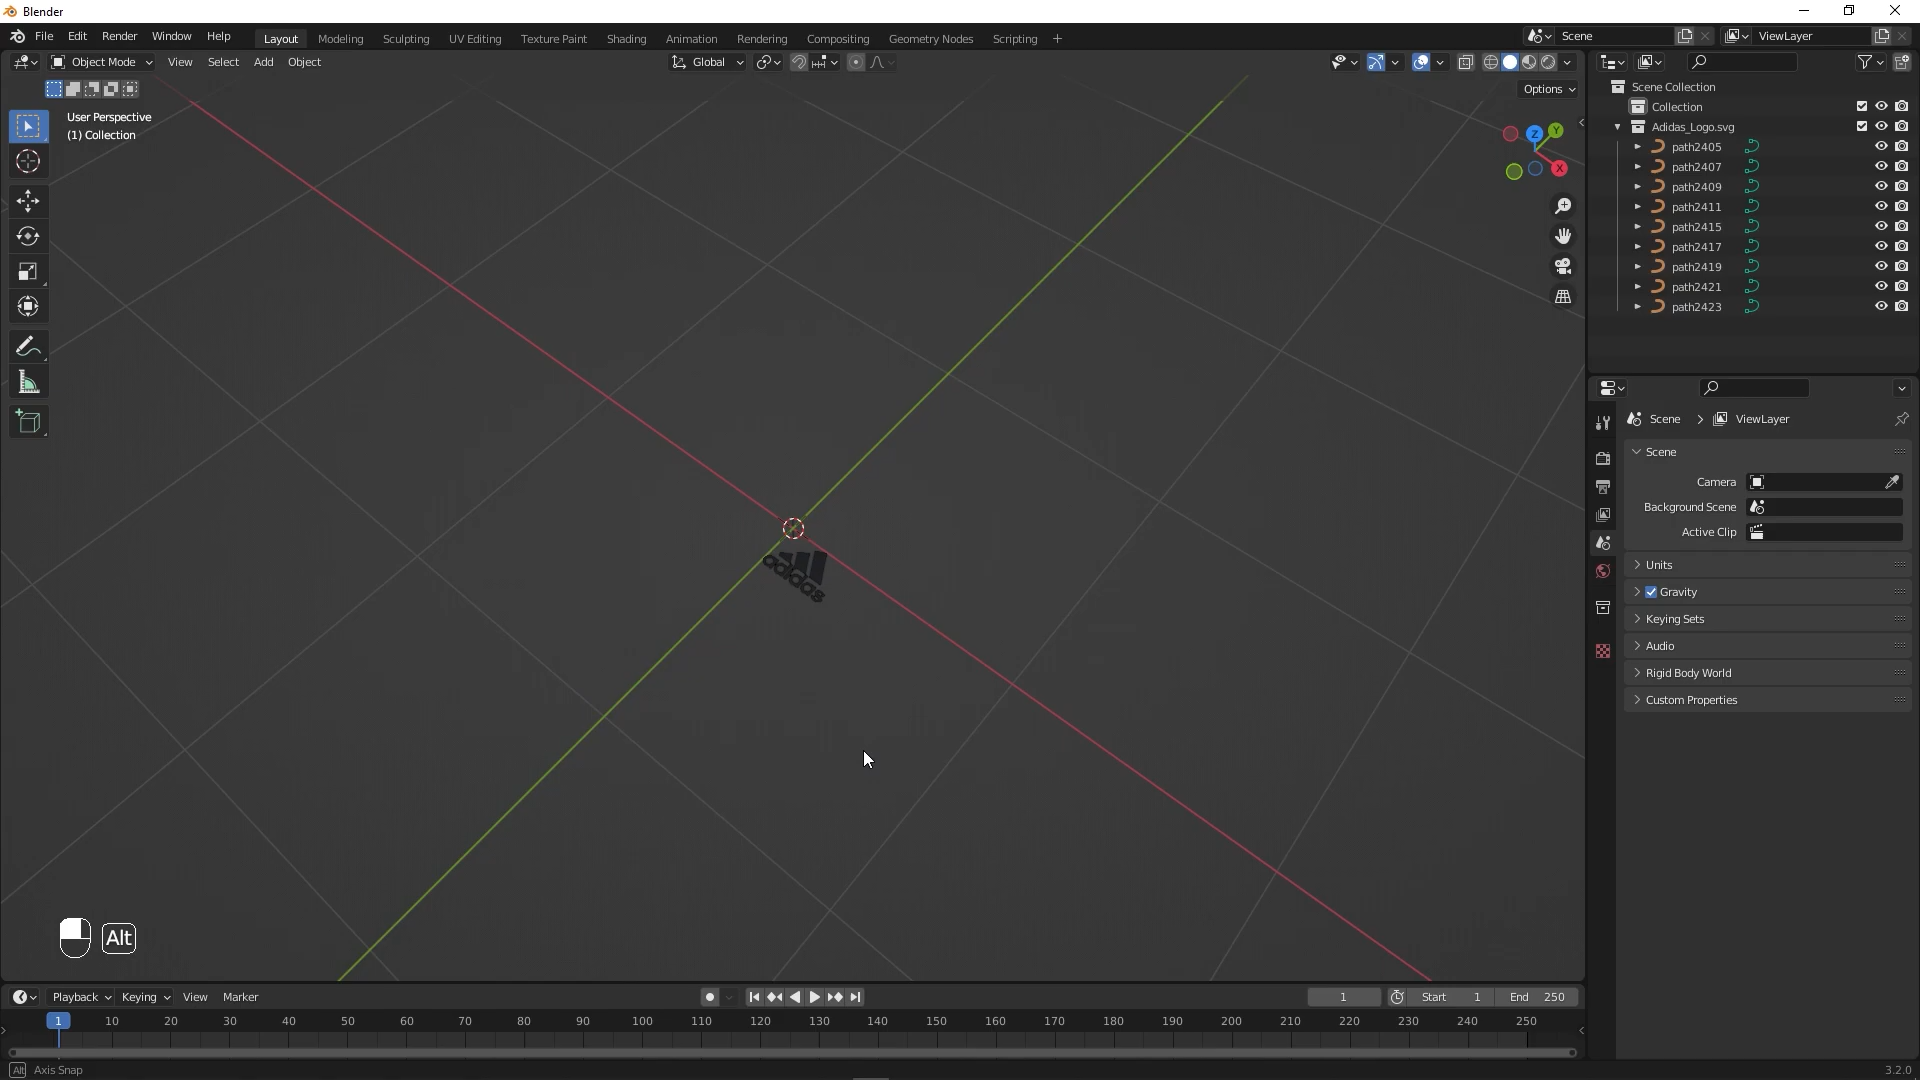 Blender
File Edit Render Window Help Layout Modeling Sculpting UV Editing Texture Paint Shading Animation Rendering Compositing Geometry Nodes Scripting + Scene ViewLayer
Object Mode View Select Add Object Global
Options
User Perspective
(1) Collection
Z Y
X
adidas
Scene Collection
Collection
Adidas_Logo.svg
path2405
path2407
path2409
path2411
path2415
path2417
path2419
path2421
path2423
Scene > ViewLayer
Scene
Camera
Background Scene
Active Clip
Units
Gravity
Keying Sets
Audio
Rigid Body World
Custom Properties
Alt
Playback Keying View Marker 1 Start 1 End 250
1 10 20 30 40 50 60 70 80 90 100 110 120 130 140 150 160 170 180 190 200 210 220 230 240 250
Alt Axis Snap 3.2.0